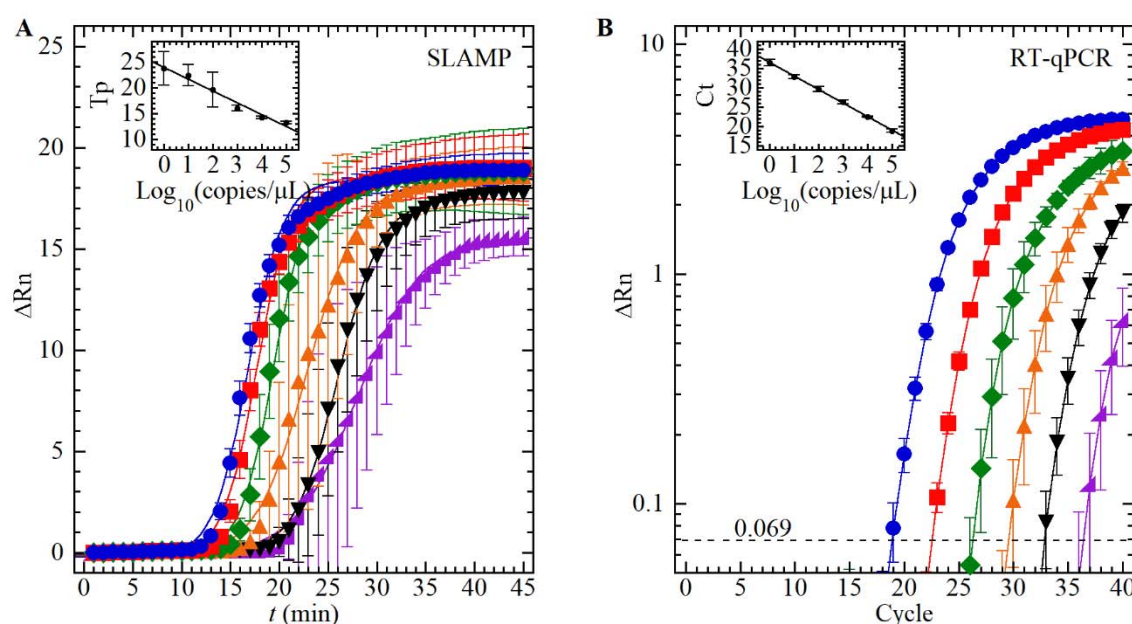 A
SLAMP
ΔRn
26
20
15
10
5
0
0 5 10 15 20 25 30 35 40 45
t (min)
Tp
25
20
15
10
0 1 2 3 4 5
Log10(copies/μL)
B
RT-qPCR
ΔRn
10
1
0.1
0.069
0 5 10 15 20 25 30 35 40
Cycle
Ct
40
35
30
25
20
15
0 1 2 3 4 5
Log10(copies/μL)